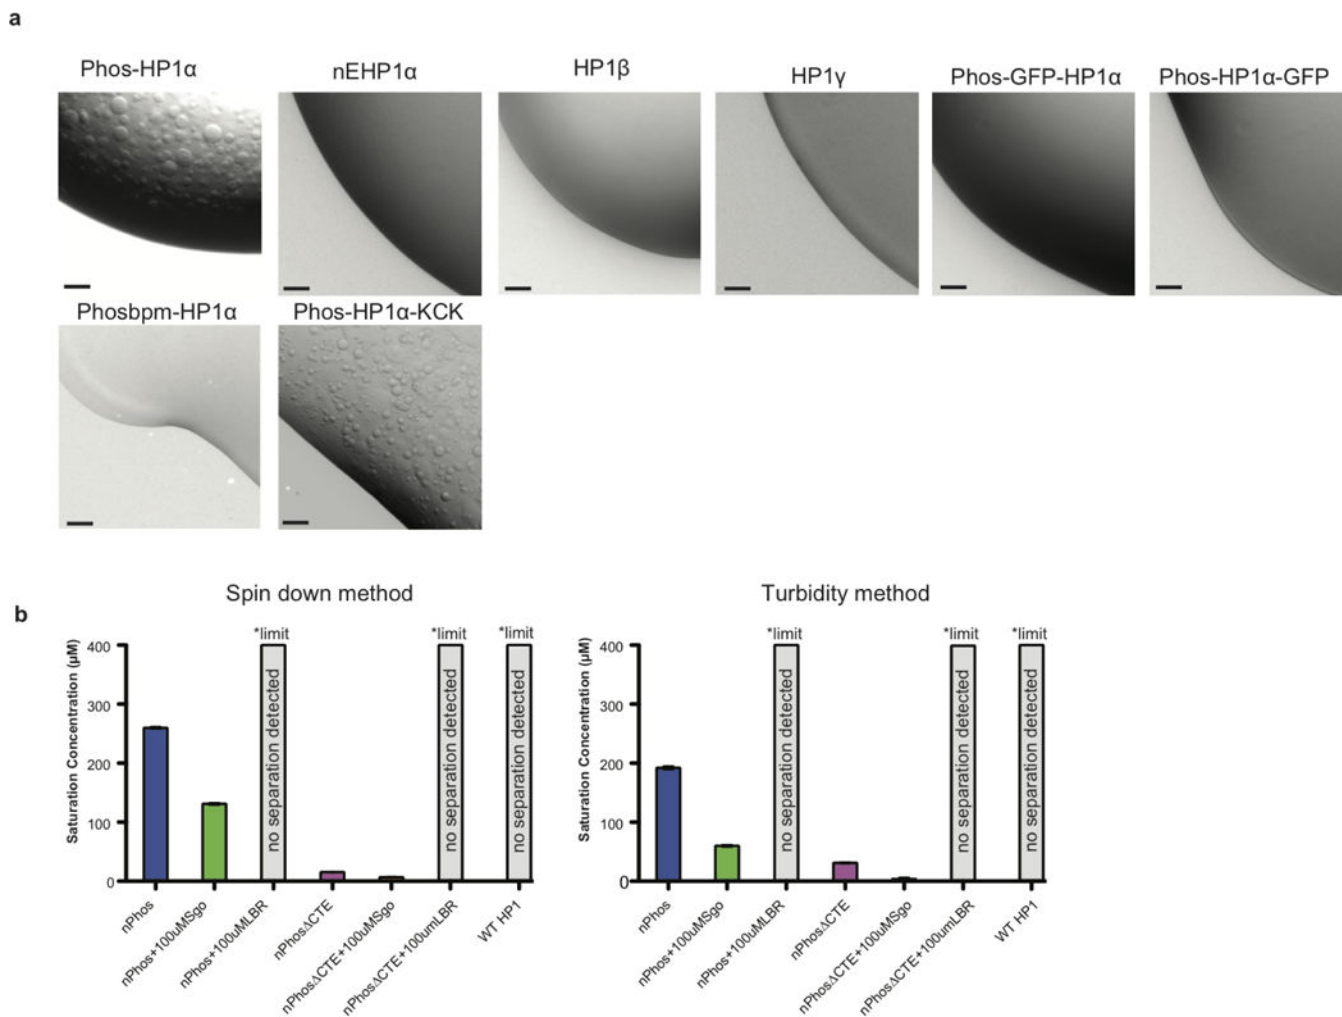 a
Phos-HP1α
nEHP1α
HP1β
HP1γ
Phos-GFP-HP1α
Phos-HP1α-GFP
Phosbpm-HP1α
Phos-HP1α-KCK
b
Spin down method
Saturation Concentration (μM)
400
300
200
100
0
*limit
*limit
*limit
no separation detected
no separation detected
no separation detected
nPhos
nPhos+100uMSgo
nPhos+100uMLBR
nPhosΔCTE
nPhosΔCTE+100uMSgo
nPhosΔCTE+100umLBR
WT HP1
Turbidity method
Saturation Concentration (μM)
400
300
200
100
0
*limit
*limit
*limit
no separation detected
no separation detected
no separation detected
nPhos
nPhos+100uMSgo
nPhos+100uMLBR
nPhosΔCTE
nPhosΔCTE+100uMSgo
nPhosΔCTE+100umLBR
WT HP1